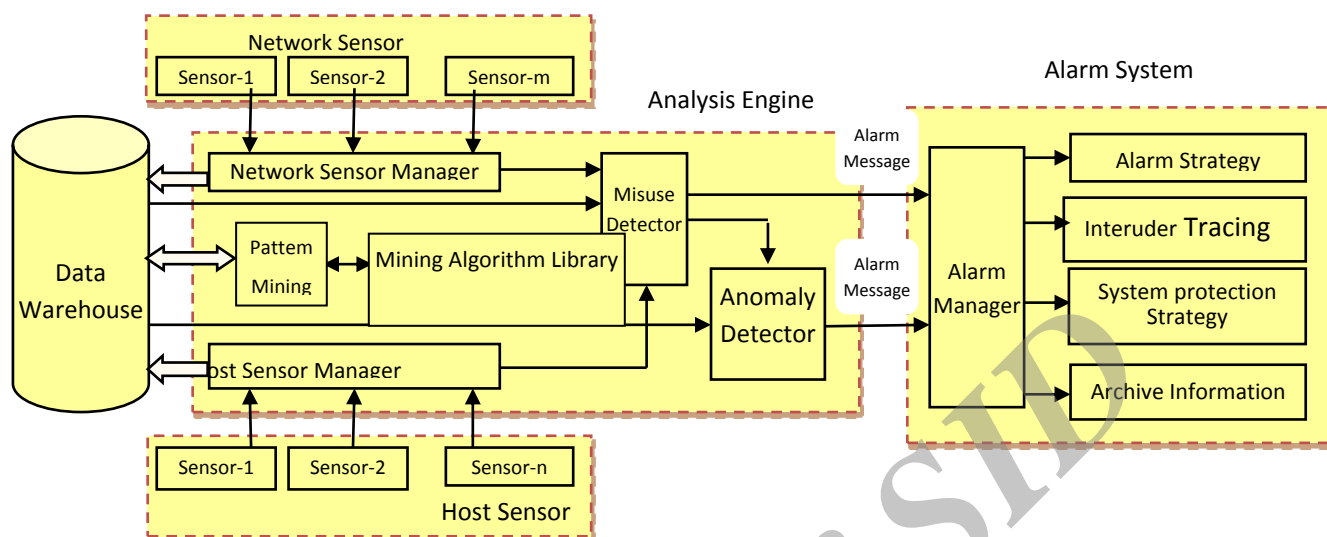 Network Sensor
Sensor-1
Sensor-2
Sensor-m
Analysis Engine
Alarm System
Network Sensor Manager
Misuse
Detector
Alarm
Message
Alarm Strategy
Interuder Tracing
Data
Warehouse
Pattem
Mining
Mining Algorithm Library
Anomaly
Detector
Alarm
Message
Alarm
Manager
System protection
Strategy
ost Sensor Manager
Archive Information
Sensor-1
Sensor-2
Sensor-n
Host Sensor
SID